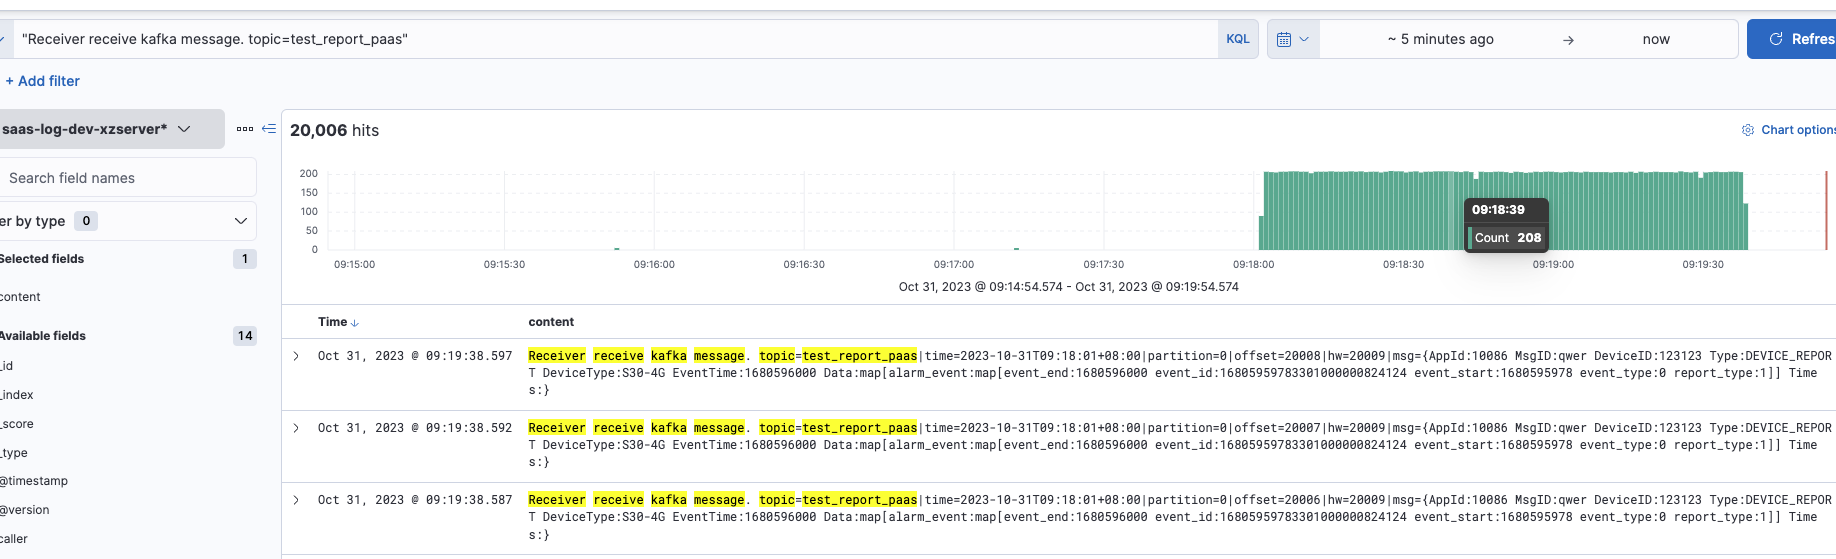 "Receiver receive kafka message. topic=test_report_paas"
KQL
~ 5 minutes ago
→
now
Refres
+ Add filter
saas-log-dev-xzserver*
20,006 hits
Chart options
Search field names
er by type 0
Selected fields 1
content
Available fields 14
_id
_index
_score
_type
@timestamp
@version
caller
200
150
100
50
0
09:18:39
Count 208
09:15:00 09:15:30 09:16:00 09:16:30 09:17:00 09:17:30 09:18:00 09:18:30 09:19:00 09:19:30
Oct 31, 2023 @ 09:14:54.574 - Oct 31, 2023 @ 09:19:54.574
Time ↓ content
Oct 31, 2023 @ 09:19:38.597 Receiver receive kafka message. topic=test_report_paas|time=2023-10-31T09:18:01+08:00|partition=0|offset=20008|hw=20009|msg={AppId:10086 MsgID:qwer DeviceID:123123 Type:DEVICE_REPOR
T DeviceType:S30-4G EventTime:1680596000 Data:map[alarm_event:map[event_end:1680596000 event_id:16805959783301000000824124 event_start:1680595978 event_type:0 report_type:1]] Time
s:}
Oct 31, 2023 @ 09:19:38.592 Receiver receive kafka message. topic=test_report_paas|time=2023-10-31T09:18:01+08:00|partition=0|offset=20007|hw=20009|msg={AppId:10086 MsgID:qwer DeviceID:123123 Type:DEVICE_REPOR
T DeviceType:S30-4G EventTime:1680596000 Data:map[alarm_event:map[event_end:1680596000 event_id:16805959783301000000824124 event_start:1680595978 event_type:0 report_type:1]] Time
s:}
Oct 31, 2023 @ 09:19:38.587 Receiver receive kafka message. topic=test_report_paas|time=2023-10-31T09:18:01+08:00|partition=0|offset=20006|hw=20009|msg={AppId:10086 MsgID:qwer DeviceID:123123 Type:DEVICE_REPOR
T DeviceType:S30-4G EventTime:1680596000 Data:map[alarm_event:map[event_end:1680596000 event_id:16805959783301000000824124 event_start:1680595978 event_type:0 report_type:1]] Time
s:}